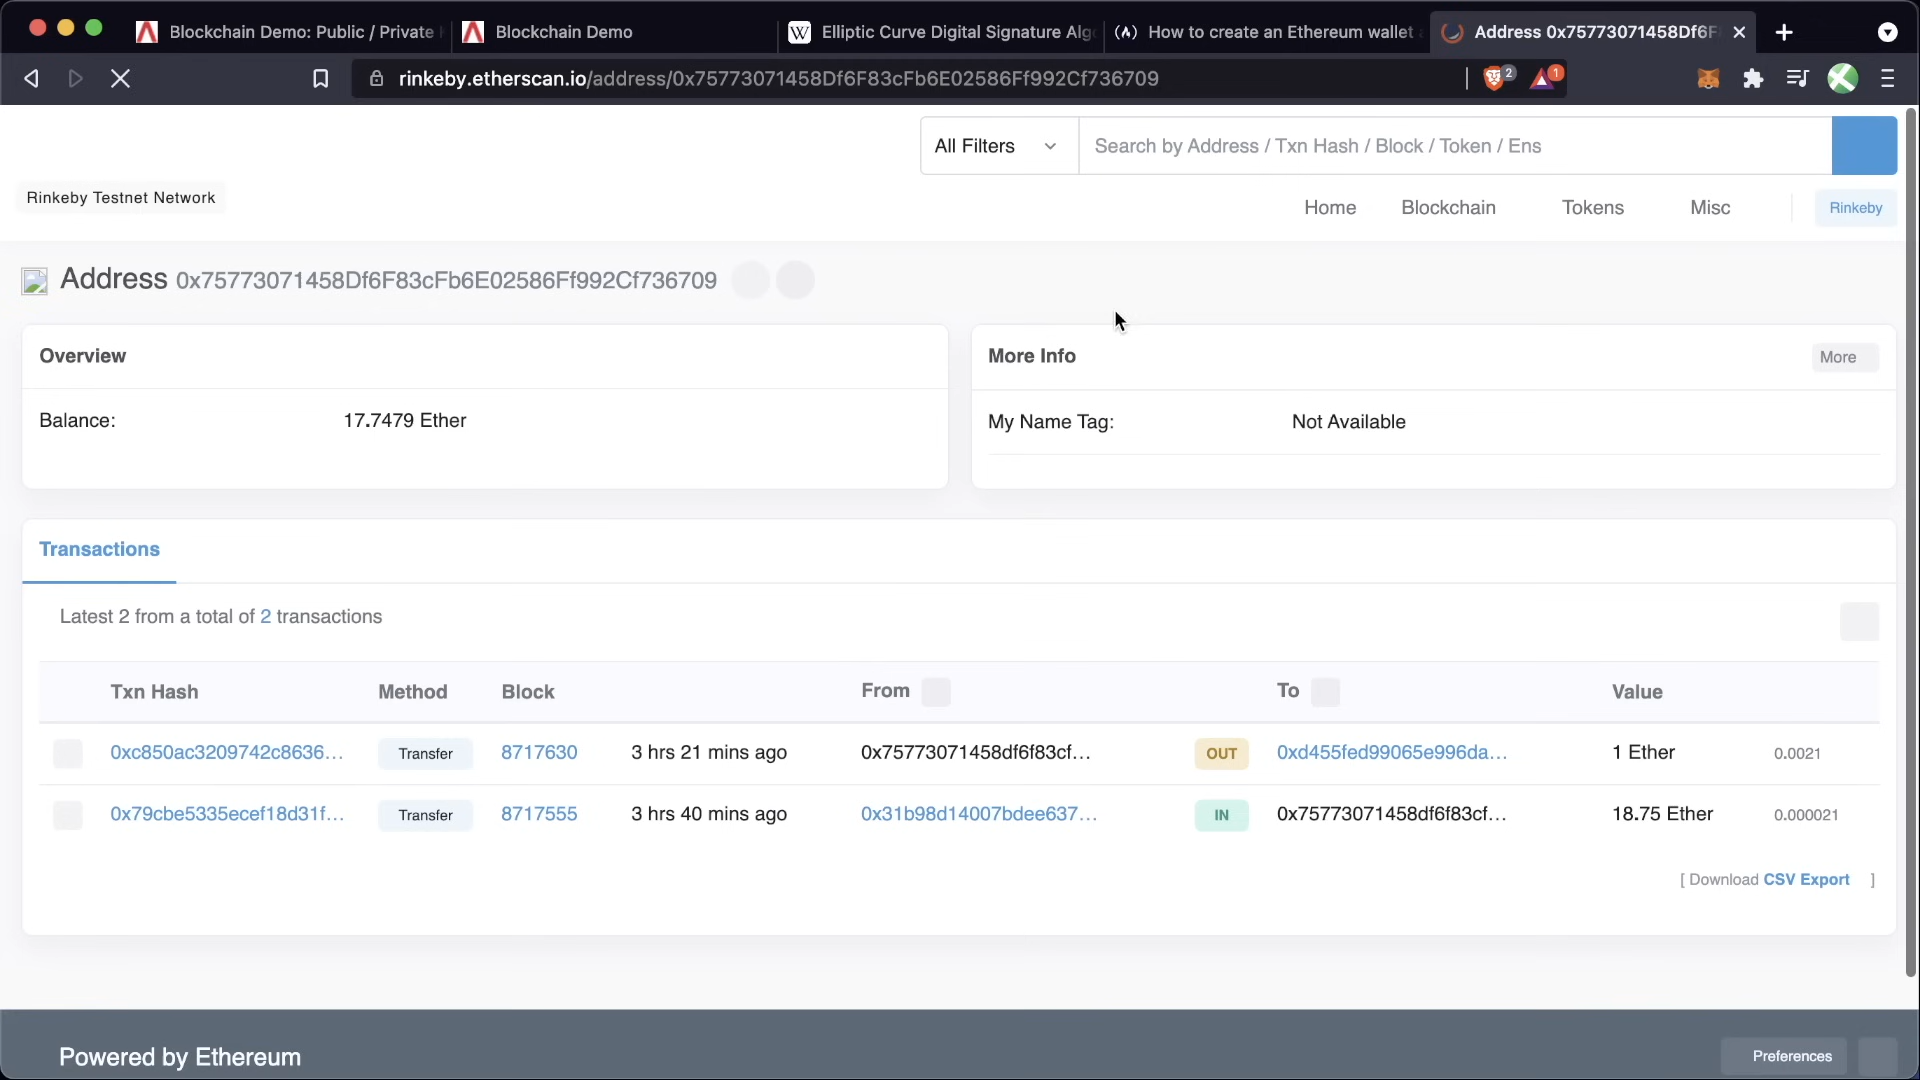 Blockchain Demo: Public / Private
Blockchain Demo
Elliptic Curve Digital Signature Alg
How to create an Ethereum wallet
Address 0x75773071458Df6F
rinkeby.etherscan.io/address/0x75773071458Df6F83cFb6E02586Ff992Cf736709
2
1
All Filters
Search by Address / Txn Hash / Block / Token / Ens
Rinkeby Testnet Network
Home
Blockchain
Tokens
Misc
Rinkeby
Address 0x75773071458Df6F83cFb6E02586Ff992Cf736709
Overview
Balance: 17.7479 Ether
More Info
More
My Name Tag: Not Available
Transactions
Latest 2 from a total of 2 transactions
Txn Hash Method Block From To Value
0xc850ac3209742c8636... Transfer 8717630 3 hrs 21 mins ago 0x75773071458df6f83cf... OUT 0xd455fed99065e996da... 1 Ether 0.0021
0x79cbe5335ecef18d31f... Transfer 8717555 3 hrs 40 mins ago 0x31b98d14007bdee637... IN 0x75773071458df6f83cf... 18.75 Ether 0.000021
[ Download CSV Export ]
Powered by Ethereum
Preferences